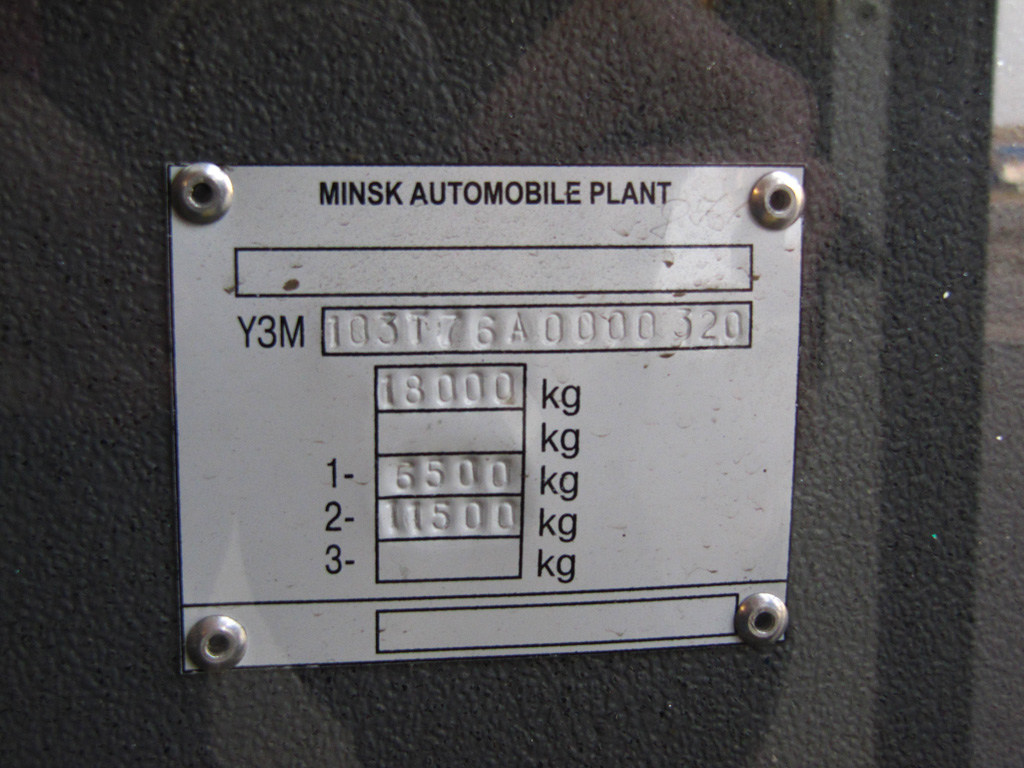 MINSK AUTOMOBILE PLANT
Y3M 103T76A0000320
18000 kg
kg
1- 6500 kg
2- 11500 kg
3- kg